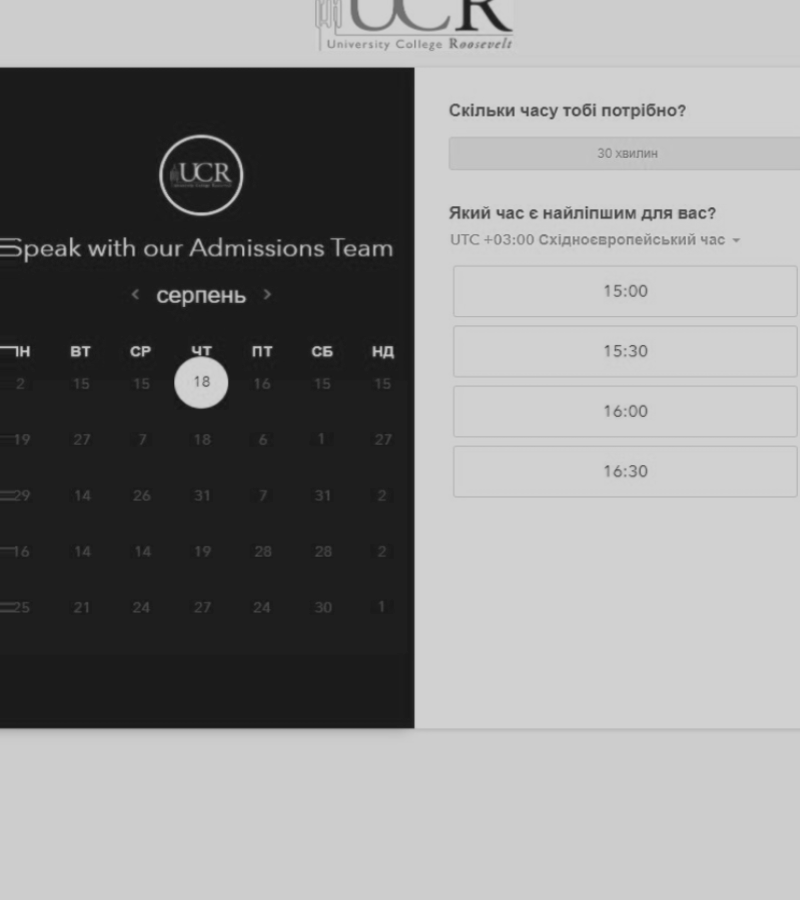 UCR
University College Roosevelt
UCR
Speak with our Admissions Team
серпень
ПН ВТ СР ЧТ ПТ СБ НД
2 15 15 18 16 15 15
19 27 7 18 6 1 27
29 14 26 31 7 31 2
16 14 14 19 28 28 2
25 21 24 27 24 30 1
Скільки часу тобі потрібно?
30 хвилин
Який час є найліпшим для вас?
UTC +03:00 Східноєвропейський час
15:00
15:30
16:00
16:30